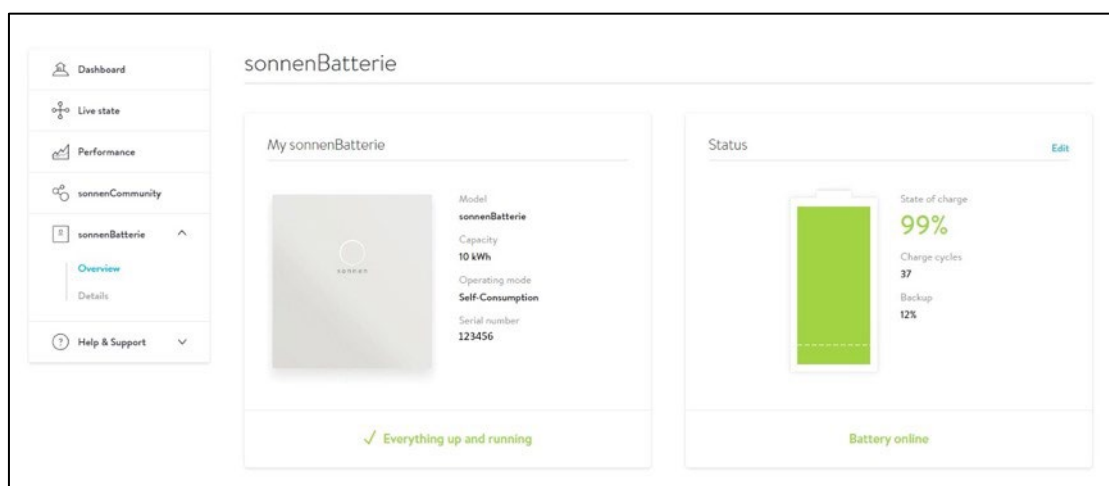 Dashboard
Live state
Performance
sonnenCommunity
sonnenBatterie
Overview
Details
Help & Support
sonnenBatterie
My sonnenBatterie
sonnen
Model
sonnenBatterie
Capacity
10 kWh
Operating mode
Self-Consumption
Serial number
123456
✓ Everything up and running
Status
Edit
State of charge
99%
Charge cycles
37
Backup
12%
Battery online